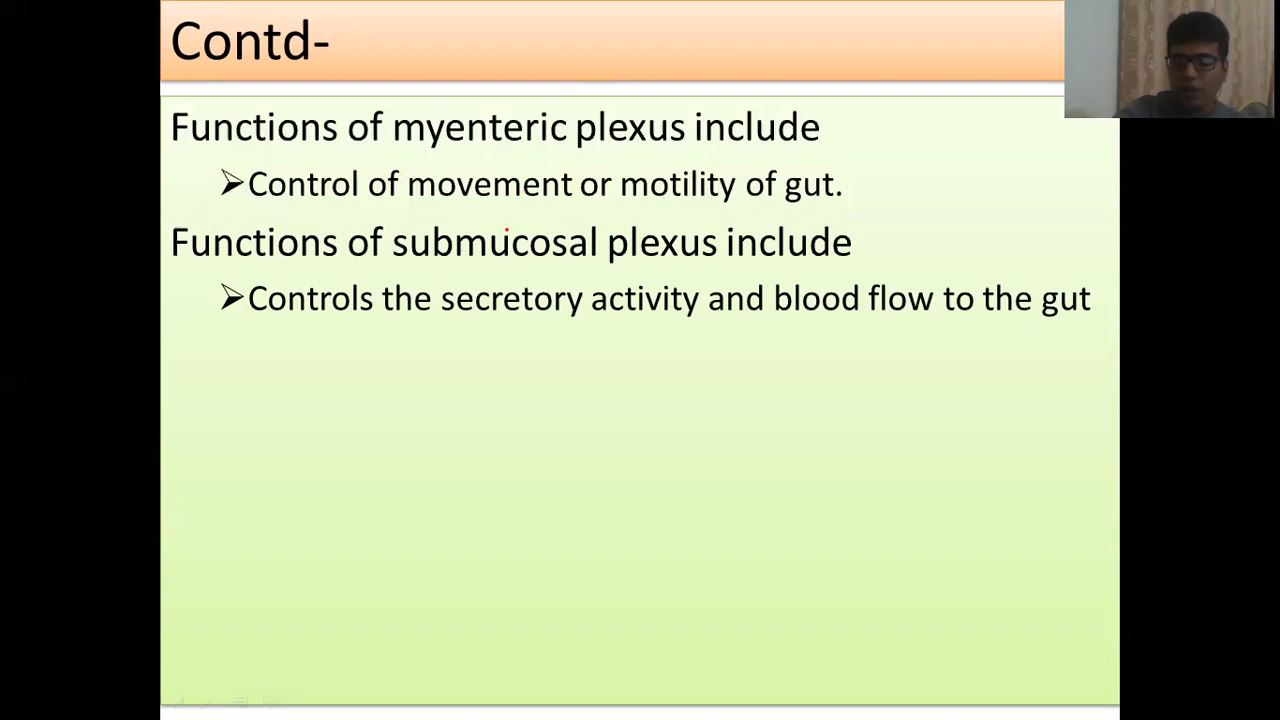 Contd-
Functions of myenteric plexus include
➢Control of movement or motility of gut.
Functions of submucosal plexus include
➢Controls the secretory activity and blood flow to the gut